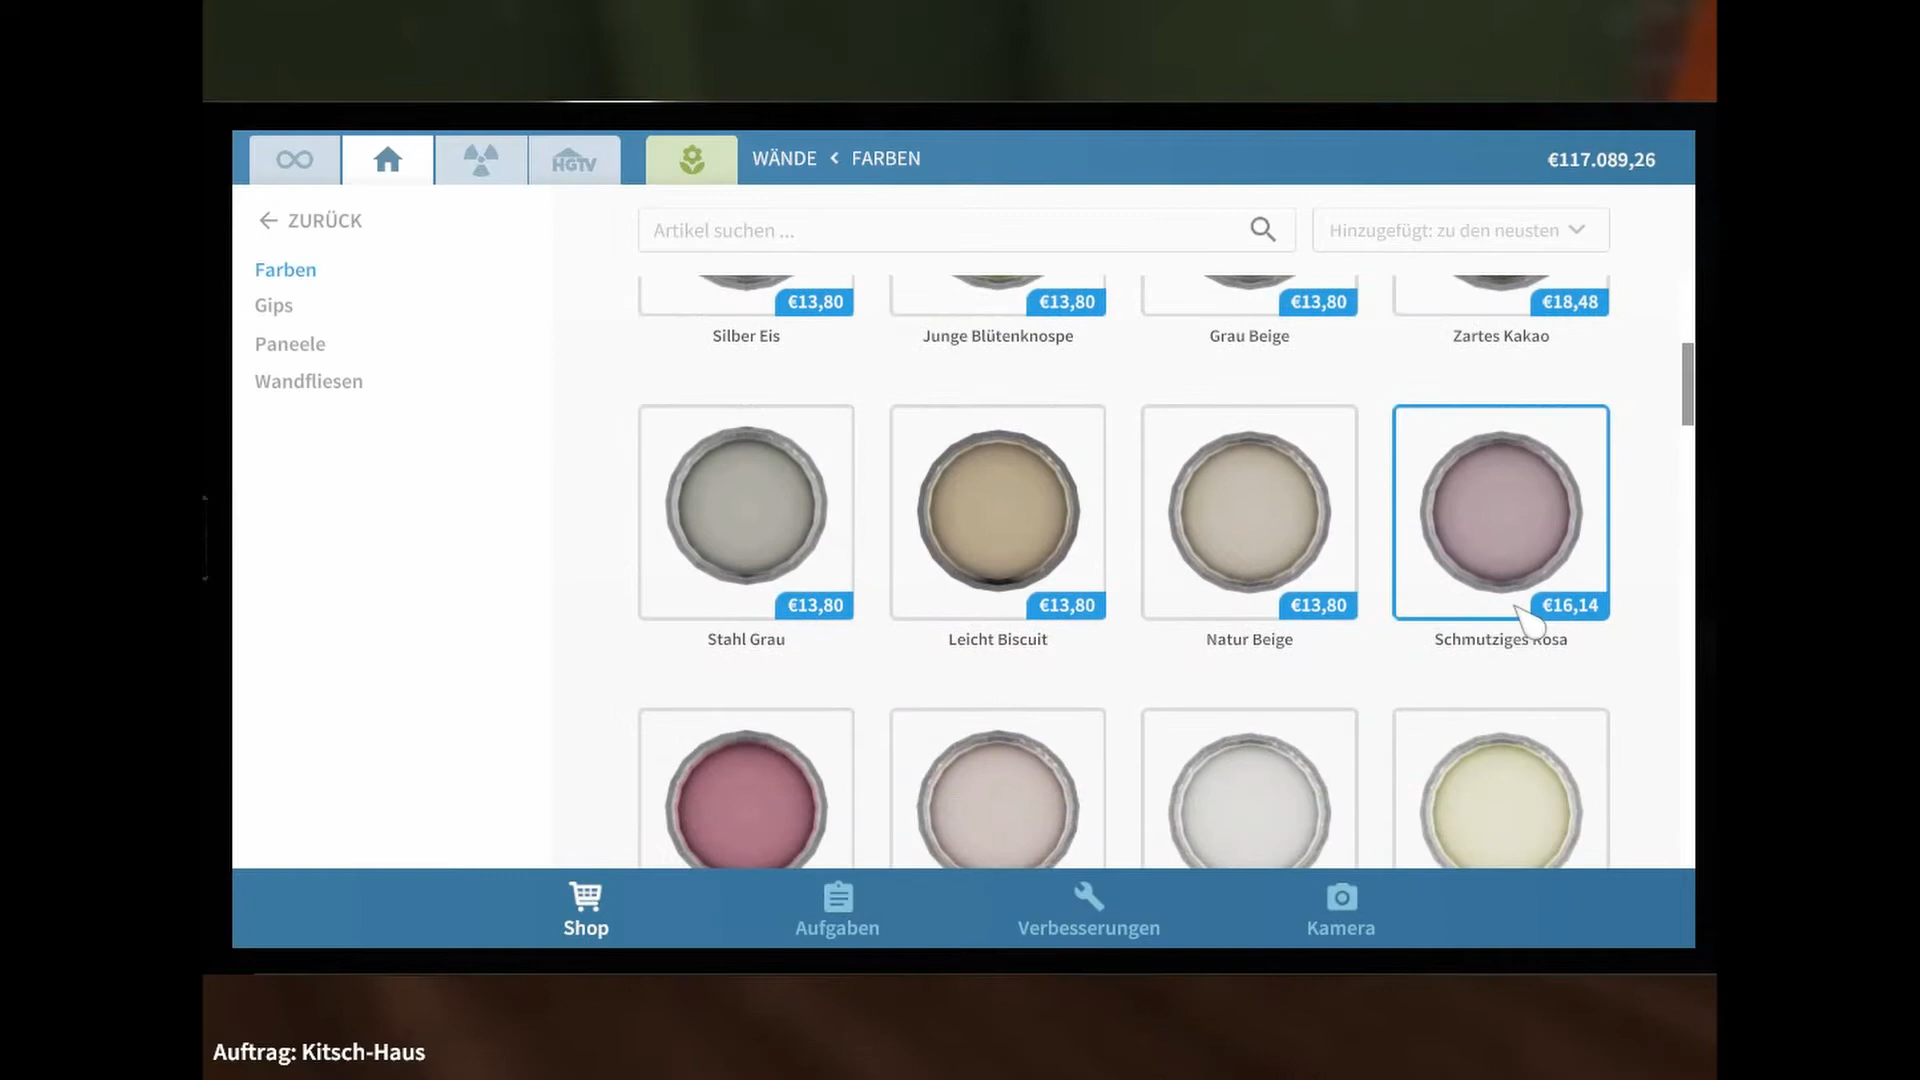 HGTV
WÄNDE < FARBEN
€117.089,26
ZURÜCK
Farben
Gips
Paneele
Wandfliesen
Artikel suchen ...
Hinzugefügt: zu den neusten
€13,80
€13,80
€13,80
€18,48
Silber Eis
Junge Blütenknospe
Grau Beige
Zartes Kakao
€13,80
€13,80
€13,80
€16,14
Stahl Grau
Leicht Biscuit
Natur Beige
Schmutziges Rosa
Shop
Aufgaben
Verbesserungen
Kamera
Auftrag: Kitsch-Haus